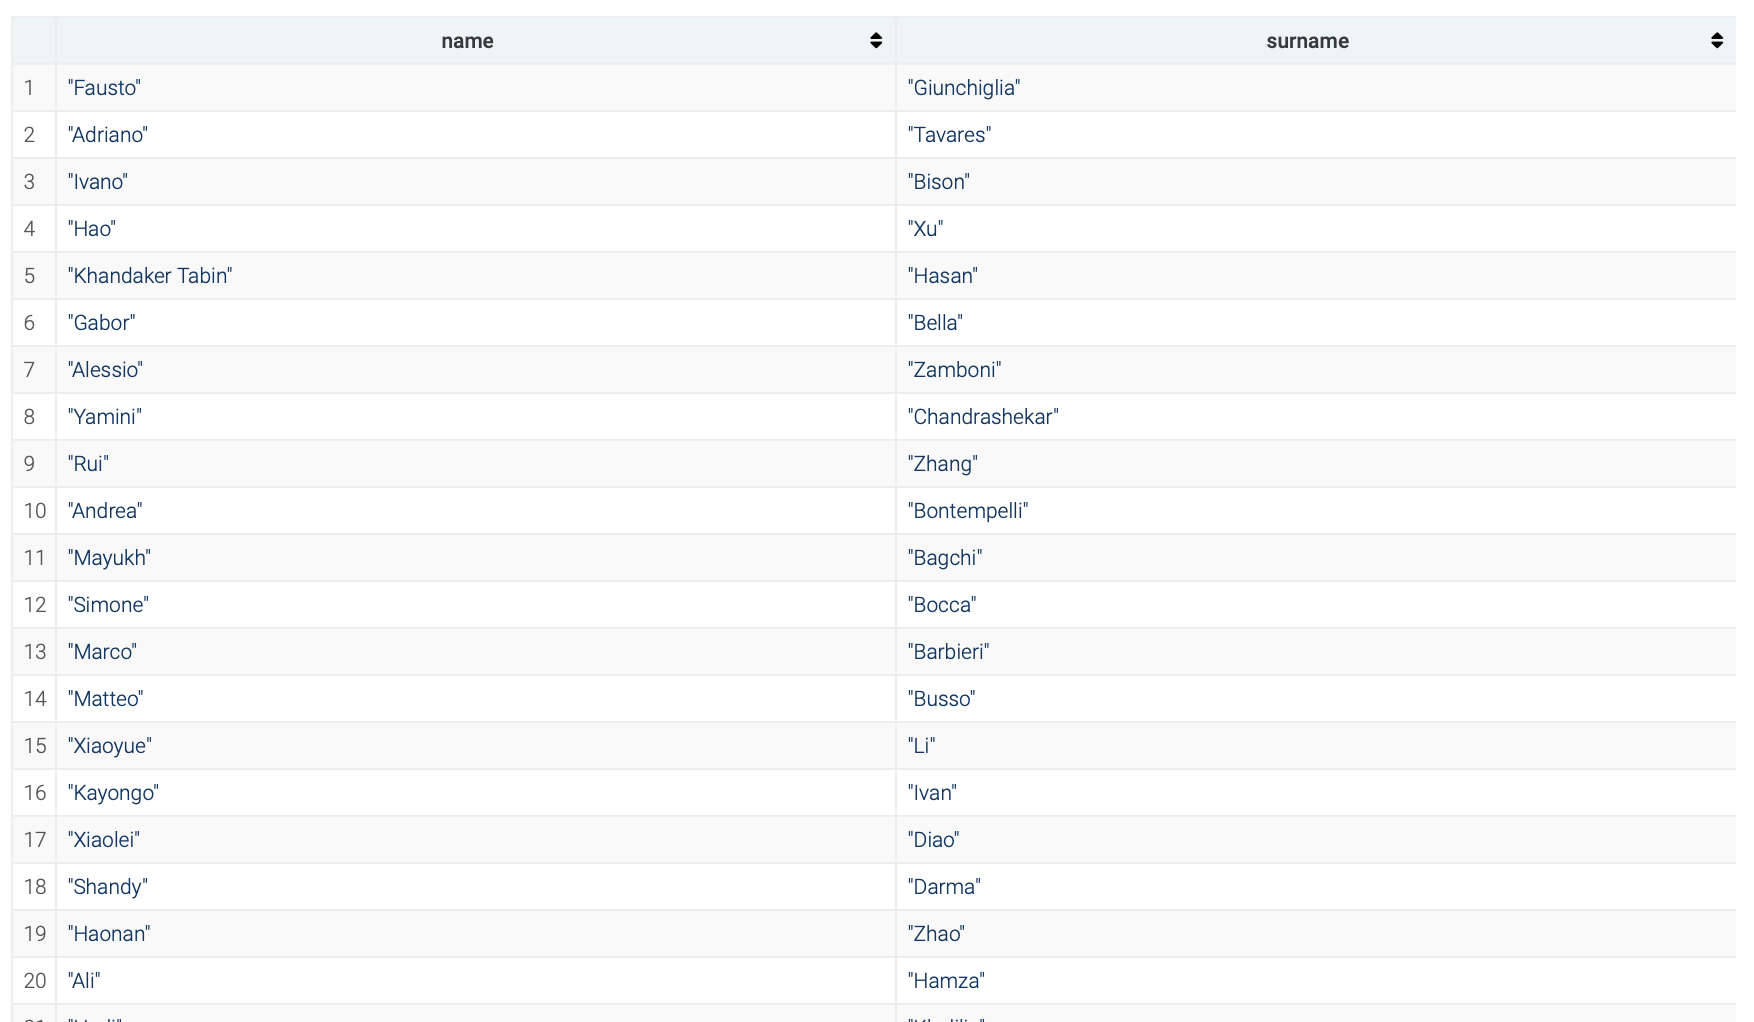 name surname
1 "Fausto" "Giunchiglia"
2 "Adriano" "Tavares"
3 "Ivano" "Bison"
4 "Hao" "Xu"
5 "Khandaker Tabin" "Hasan"
6 "Gabor" "Bella"
7 "Alessio" "Zamboni"
8 "Yamini" "Chandrashekar"
9 "Rui" "Zhang"
10 "Andrea" "Bontempelli"
11 "Mayukh" "Bagchi"
12 "Simone" "Bocca"
13 "Marco" "Barbieri"
14 "Matteo" "Busso"
15 "Xiaoyue" "Li"
16 "Kayongo" "Ivan"
17 "Xiaolei" "Diao"
18 "Shandy" "Darma"
19 "Haonan" "Zhao"
20 "Ali" "Hamza"